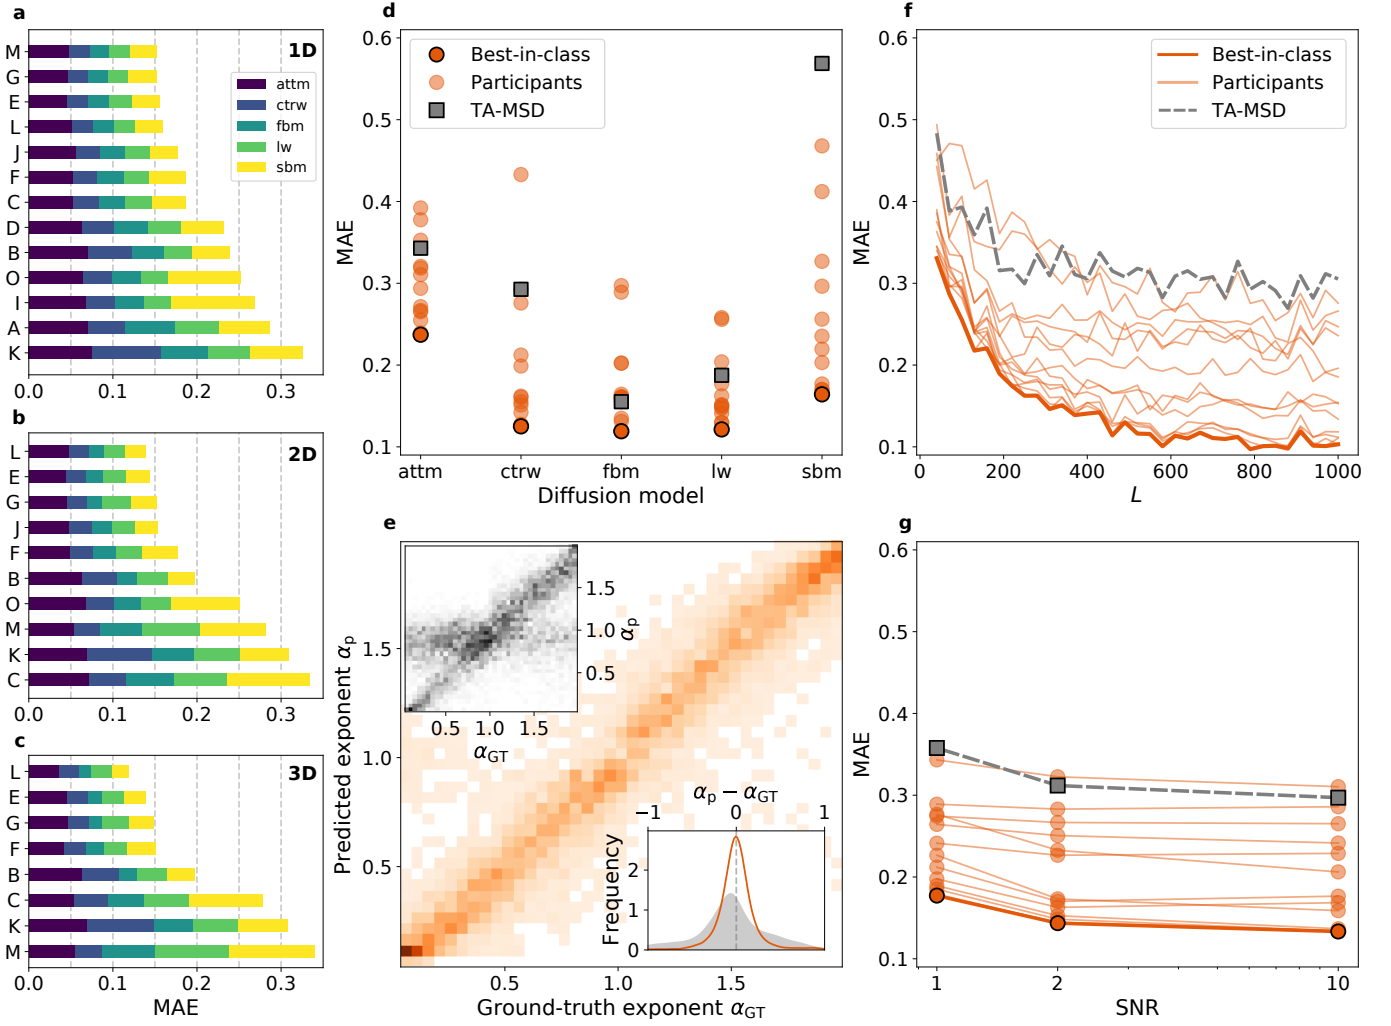 a
1D
M
G
E
L
J
F
C
D
B
O
I
A
K
attm
ctrw
fbm
lw
sbm
0.0 0.1 0.2 0.3
b
2D
L
E
G
J
F
B
O
M
K
C
0.0 0.1 0.2 0.3
c
3D
L
E
G
F
B
C
K
M
0.0 0.1 0.2 0.3
MAE
d
MAE
0.6
0.5
0.4
0.3
0.2
0.1
Best-in-class
Participants
TA-MSD
attm ctrw fbm lw sbm
Diffusion model
e
Predicted exponent αp
1.5
1.0
0.5
0.5 1.0 1.5
Ground-truth exponent αGT
1.5
1.0
0.5
αp
0.5 1.0 1.5
αGT
αp − αGT
−1 0 1
Frequency
2
1
0
f
MAE
0.6
0.5
0.4
0.3
0.2
0.1
Best-in-class
Participants
TA-MSD
0 200 400 600 800 1000
L
g
MAE
0.6
0.5
0.4
0.3
0.2
0.1
1 2 10
SNR